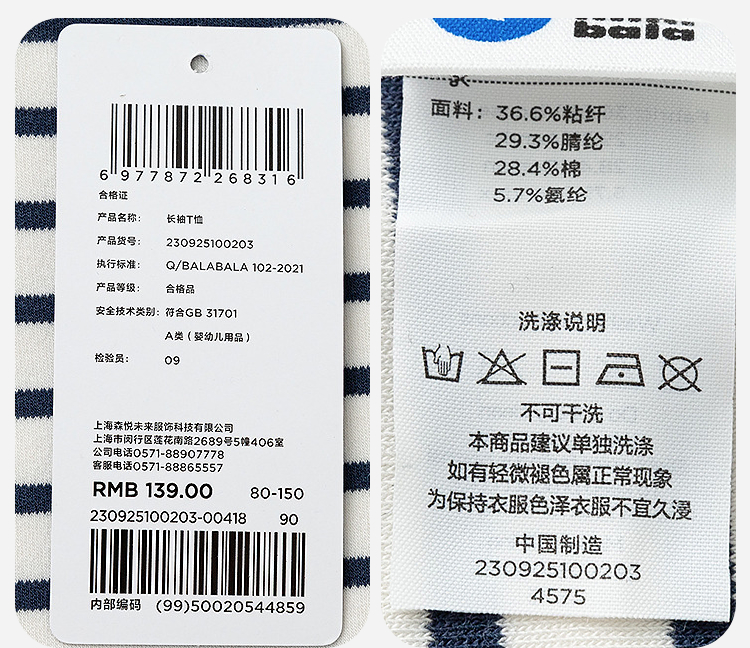 6 977872 268316
合格证
产品名称: 长袖T恤
产品货号: 230925100203
执行标准: Q/BALABALA 102-2021
产品等级: 合格品
安全技术类别: 符合GB 31701
A类(婴幼儿用品)
检验员: 09
上海森悦未来服饰科技有限公司
上海市闵行区莲花南路2689号5幢406室
公司电话0571-88907778
客服电话0571-88865557
RMB 139.00 80-150
230925100203-00418 90
内部编码 (99)50020544859
bala
面料: 36.6%粘纤
29.3%腈纶
28.4%棉
5.7%氨纶
洗涤说明
不可干洗
本商品建议单独洗涤
如有轻微褪色属正常现象
为保持衣服色泽衣服不宜久浸
中国制造
230925100203
4575